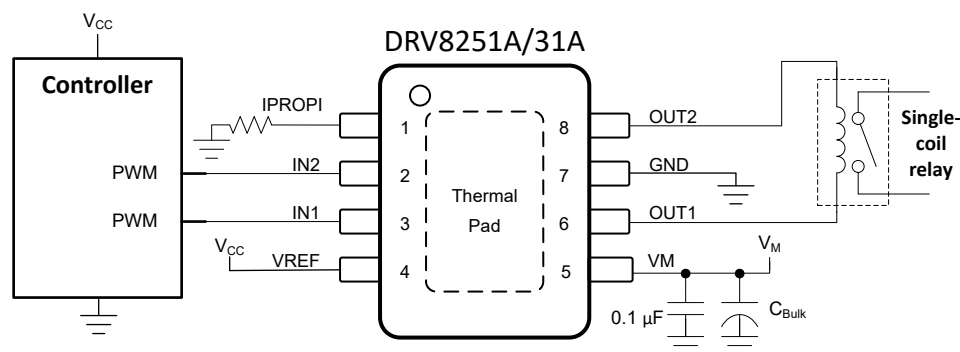 V_CC
DRV8251A/31A
Controller
IPROPI
1
8
OUT2
Single-
coil
relay
PWM
IN2
2
7
GND
Thermal
Pad
PWM
IN1
3
6
OUT1
V_CC
VREF
4
5
VM
V_M
0.1 µF
C_Bulk